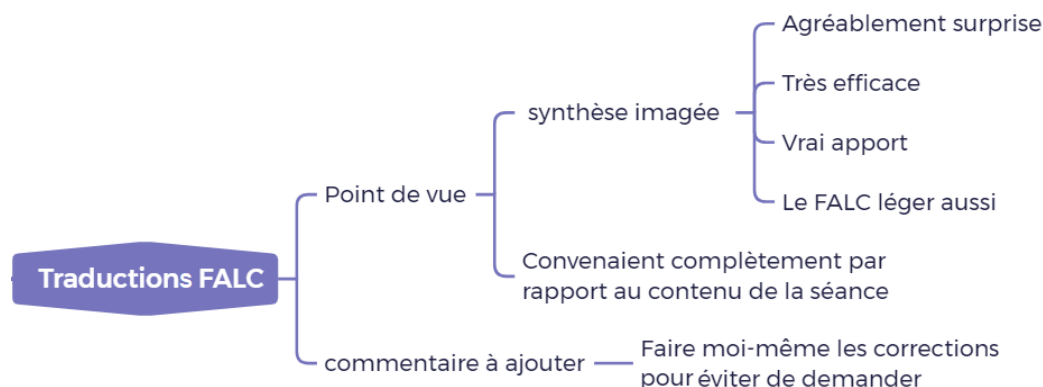 Agréablement surprise
Très efficace
synthèse imagée
Vrai apport
Point de vue
Le FALC léger aussi
Traductions FALC
Convenaient complètement par
rapport au contenu de la séance
commentaire à ajouter
Faire moi-même les corrections
pour éviter de demander